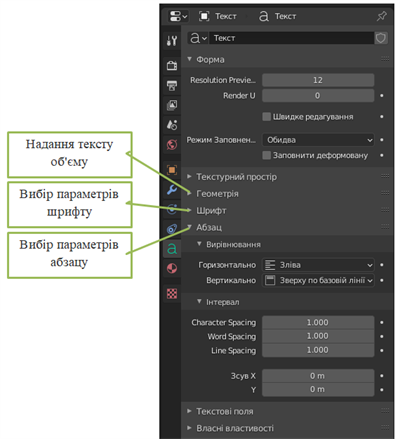 Текст Текст
Текст
Форма
Resolution Previe... 12
Render U 0
Швидке редагування
Режим Заповнен... Обидва
Заповнити деформовану
Текстурний простір
Геометрія
Шрифт
Абзац
Вирівнювання
Горизонтально Зліва
Вертикально Зверху по базовій лінії
Інтервал
Character Spacing 1.000
Word Spacing 1.000
Line Spacing 1.000
Зсув X 0 m
Y 0 m
Текстові поля
Власні властивості
Надання тексту
об'єму
Вибір параметрів
шрифту
Вибір параметрів
абзацу